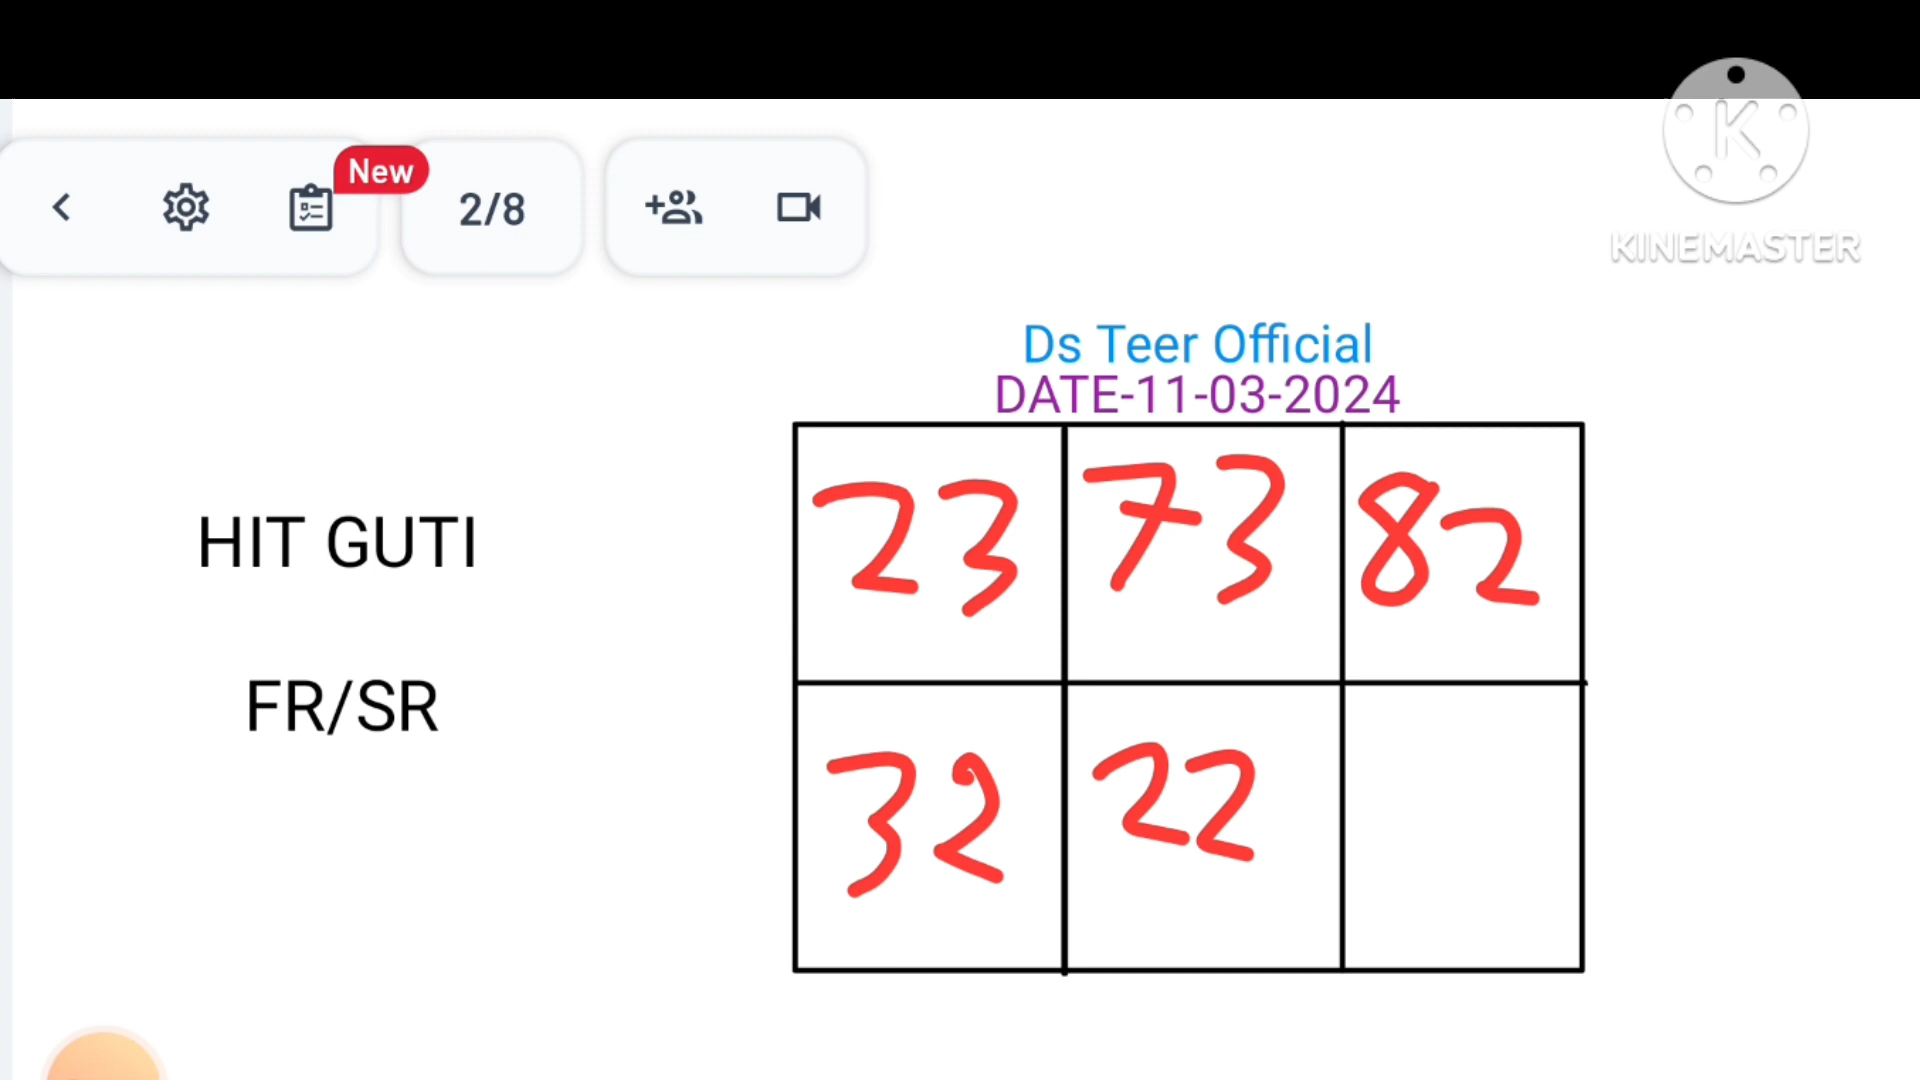 New
2/8
K
KINEMASTER
Ds Teer Official
DATE-11-03-2024
HIT GUTI
FR/SR
23 73 82
32 22